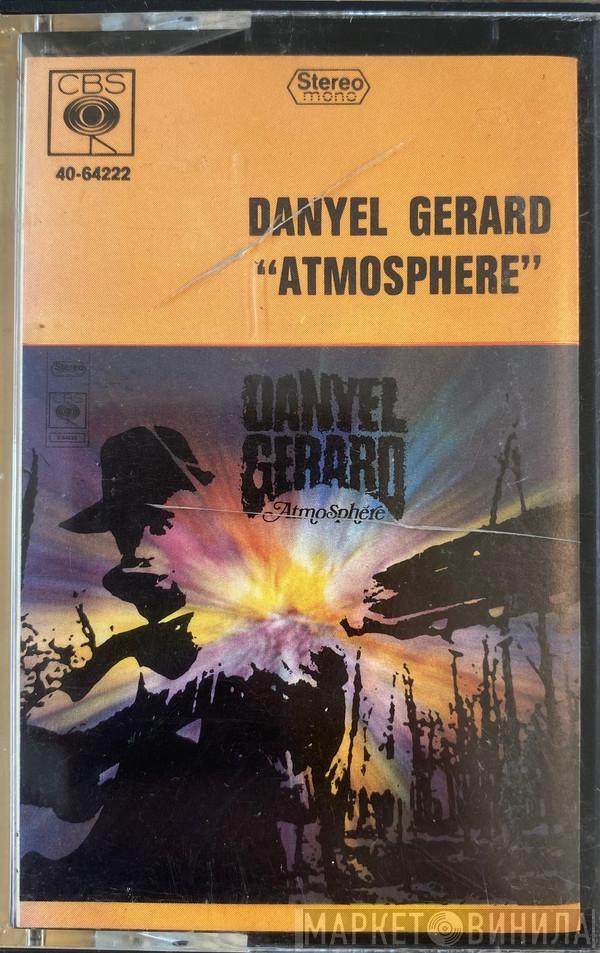 CBS
Stereo
mono
40-64222
DANYEL GERARD
“ATMOSPHERE”
Stereo
CBS
DANYEL
GERARD
Atmosphère
МАРКЕТ ВИНИЛА